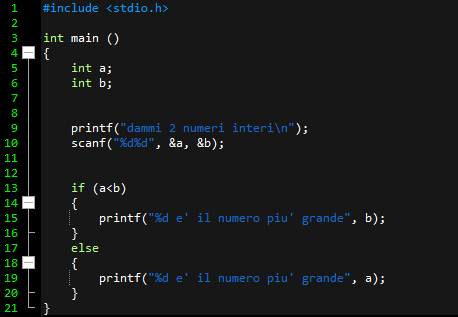 1 #include <stdio.h>
2
3 int main ()
4 {
5 int a;
6 int b;
7
8
9 printf("dammi 2 numeri interi\n");
10 scanf("%d%d", &a, &b);
11
12
13 if (a<b)
14 {
15 printf("%d e' il numero piu' grande", b);
16 }
17 else
18 {
19 printf("%d e' il numero piu' grande", a);
20 }
21 }